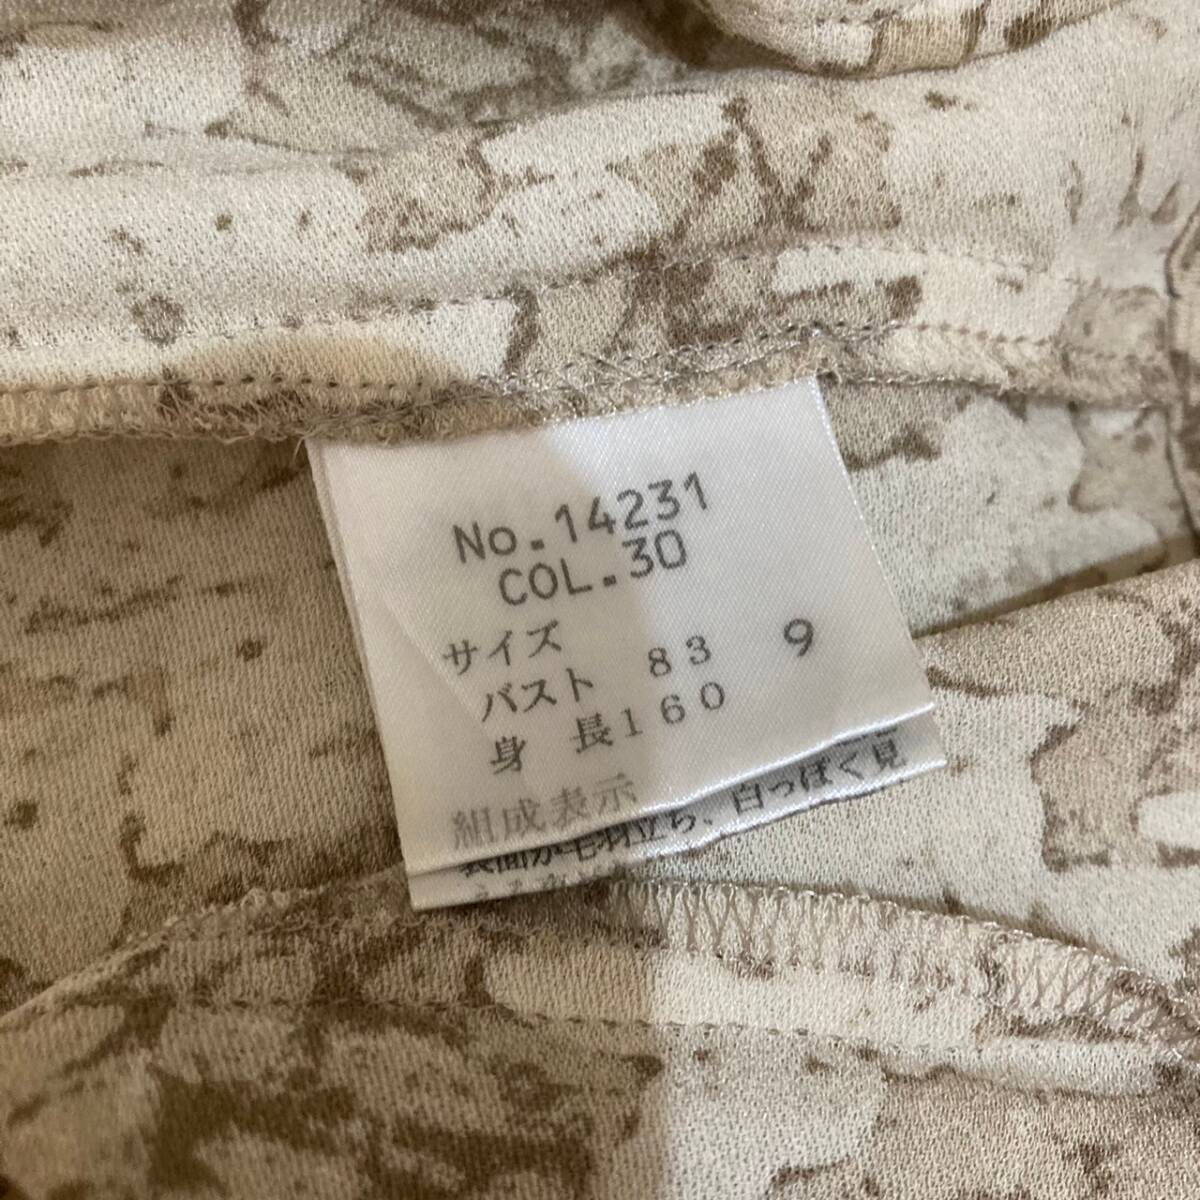 No.14231
COL.30
サイズ 9
バスト 83
身 長160
組成表示
表面が毛羽立ち、白っぽく見